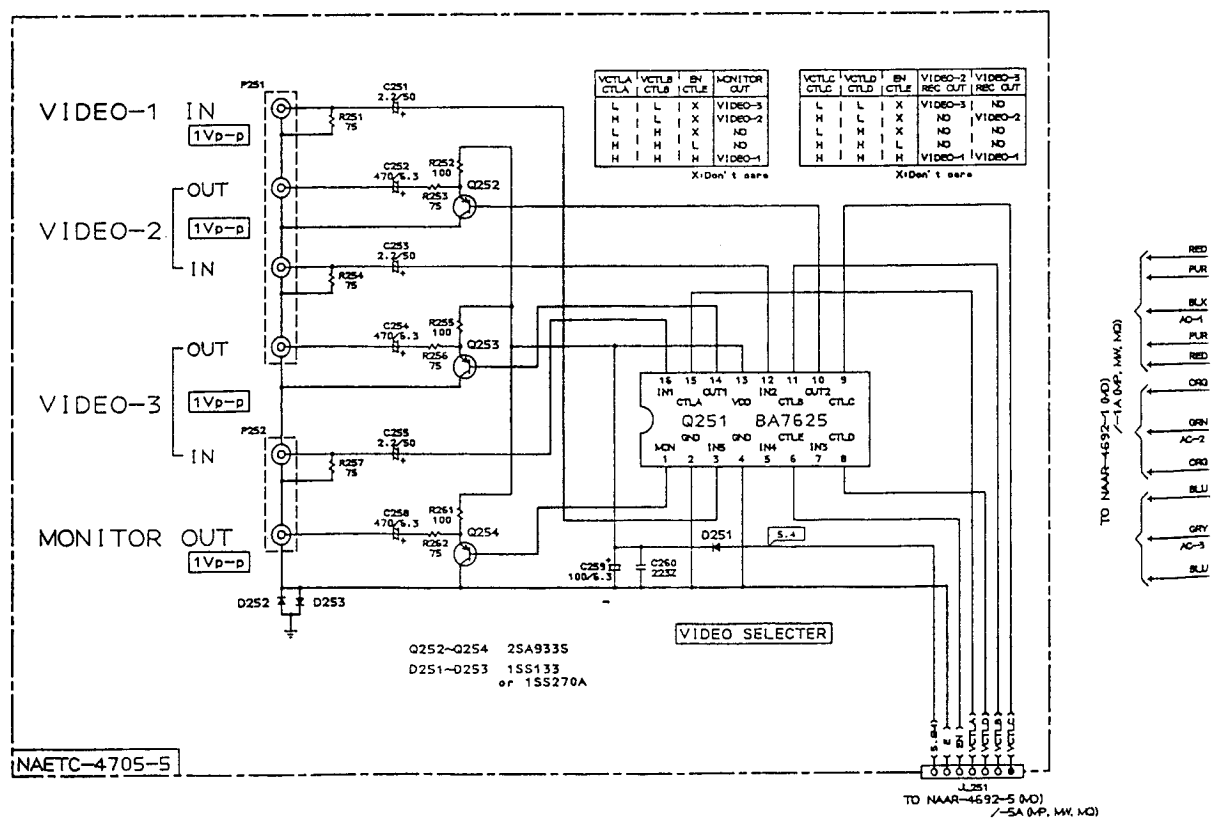 P251
VIDEO-1 IN
1Vp-p
R251
75
C251
2.2/50
OUT
VIDEO-2
1Vp-p
IN
C252
470/6.3
R252
100
R253
75
Q252
C253
2.2/50
R254
75
OUT
VIDEO-3
1Vp-p
IN
C254
470/6.3
R255
100
R256
75
Q253
P252
C255
2.2/50
R257
75
MONITOR OUT
1Vp-p
C258
470/6.3
R261
100
R262
75
Q254
D252
D253
VCTLA VCTLB EN MONITOR
CTLA CTLB CTLE OUT
L L X VIDEO-3
H L X VIDEO-2
L H X NO
H H L NO
H H H VIDEO-1
X:Don't care
VCTLC VCTLD EN VIDEO-2 VIDEO-3
CTLC CTLD CTLE REC OUT REC OUT
L L X VIDEO-3 NO
H L X NO VIDEO-2
L H X NO NO
H H L NO NO
H H H VIDEO-1 VIDEO-1
X:Don't care
16 15 14 13 12 11 10 9
IN1 OUT1 IN2 OUT2
CTLA VDD CTLB CTLC
Q251 BA7625
GND GND CTLE CTLD
MON IN5 IN4 IN3
1 2 3 4 5 6 7 8
D251
5.4
C259
100/6.3
C260
223Z
VIDEO SELECTER
Q252~Q254 2SA933S
D251~D253 1SS133
or 1SS270A
NAETC-4705-5
E
EN
VCTLA
VCTLD
VCTLB
VCTLC
JL251
TO NAAR-4692-5 (MD)
/-5A (MP, MW, MQ)
TO NAAR-4692-1 (MD)
/-1A (MP, MW, MQ)
RED
PUR
BLK
AC-1
PUR
RED
ORG
GRN
AC-2
ORG
BLU
GRY
AC-3
BLU